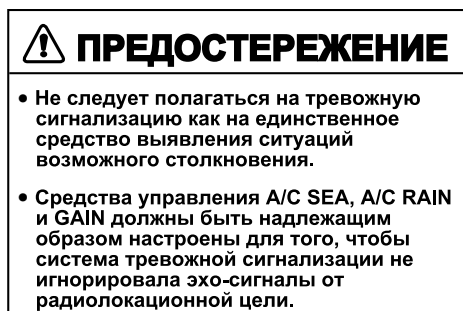 ПРЕДОСТЕРЕЖЕНИЕ
• Не следует полагаться на тревожную
сигнализацию как на единственное
средство выявления ситуаций
возможного столкновения.
• Средства управления A/C SEA, A/C RAIN
и GAIN должны быть надлежащим
образом настроены для того, чтобы
система тревожной сигнализации не
игнорировала эхо-сигналы от
радиолокационной цели.